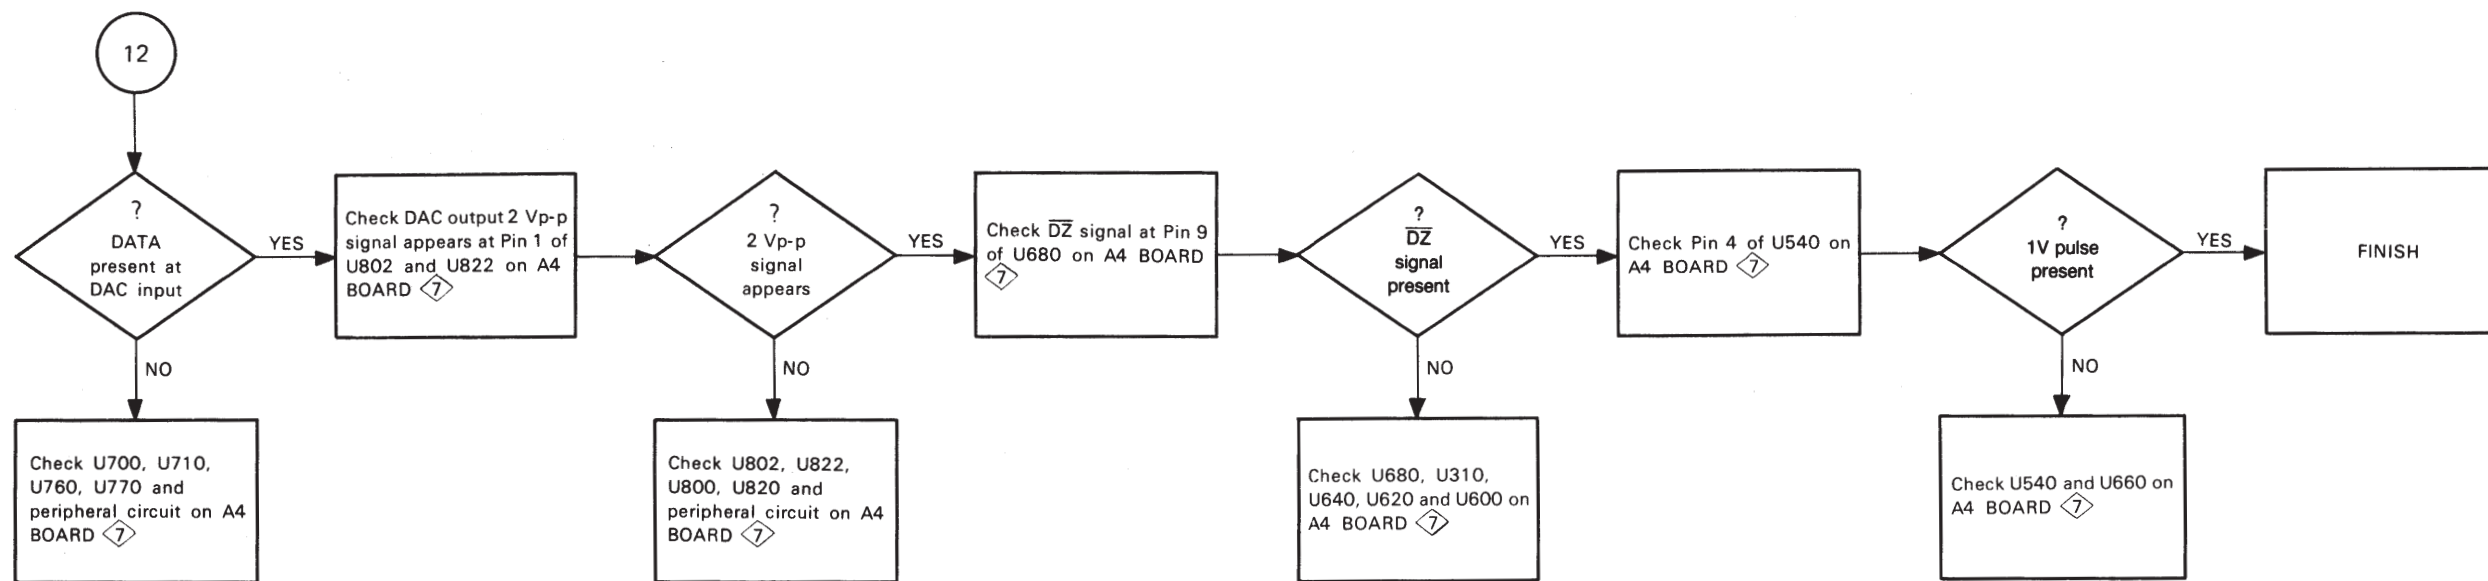 12
?
DATA
present at
DAC input
YES
NO
Check U700, U710,
U760, U770 and
peripheral circuit on A4
BOARD 7
Check DAC output 2 Vp-p
signal appears at Pin 1 of
U802 and U822 on A4
BOARD 7
?
2 Vp-p
signal
appears
YES
NO
Check U802, U822,
U800, U820 and
peripheral circuit on A4
BOARD 7
Check D̅Z̅ signal at Pin 9
of U680 on A4 BOARD
7
?
D̅Z̅
signal
present
YES
NO
Check U680, U310,
U640, U620 and U600 on
A4 BOARD 7
Check Pin 4 of U540 on
A4 BOARD 7
?
1V pulse
present
YES
NO
Check U540 and U660 on
A4 BOARD 7
FINISH